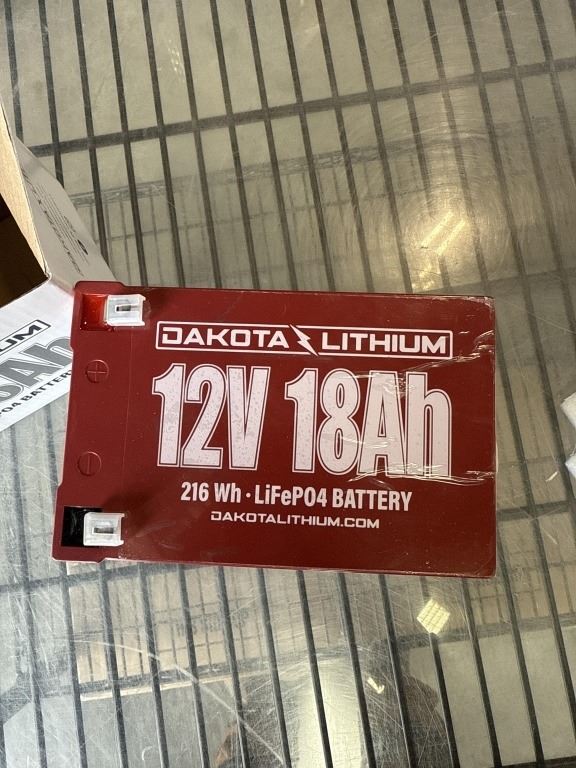 DAKOTA LITHIUM
12V 18Ah
216 Wh · LiFePO4 BATTERY
DAKOTALITHIUM.COM
+
-